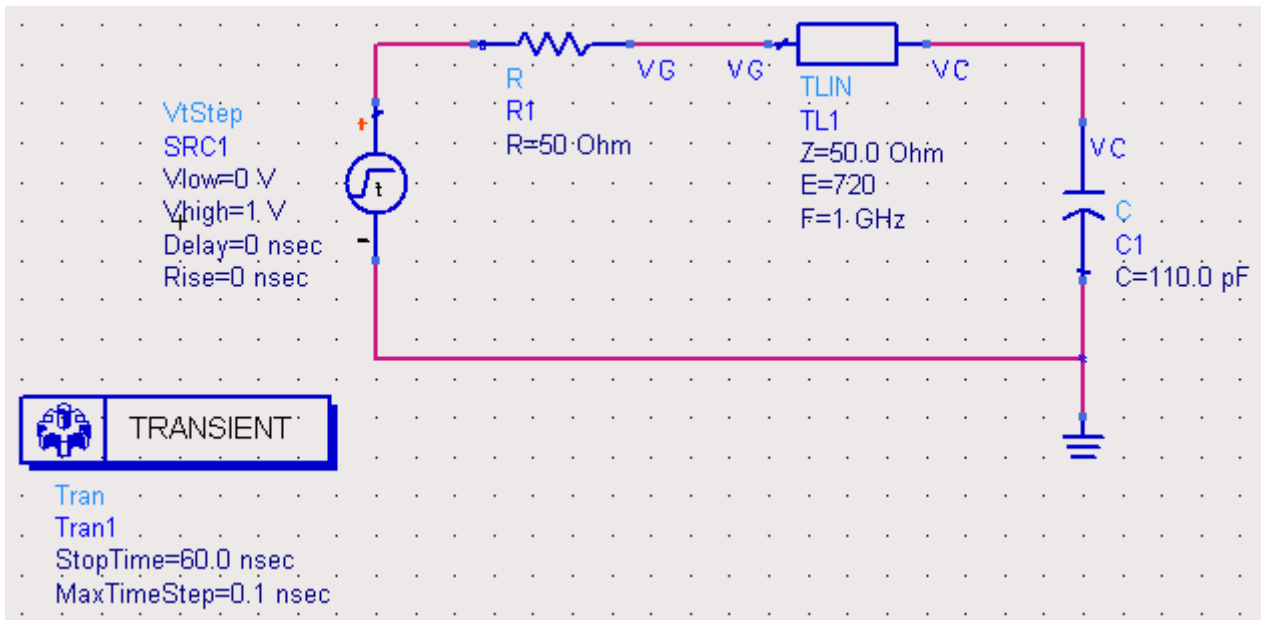 VtStep
SRC1
Vlow=0 V
Vhigh=1 V
Delay=0 nsec
Rise=0 nsec
+
t
-
R
R1
R=50 Ohm
VG
VG
TLIN
TL1
Z=50.0 Ohm
E=720
F=1 GHz
VC
VC
C
C1
C=110.0 pF
TRANSIENT
Tran
Tran1
StopTime=60.0 nsec
MaxTimeStep=0.1 nsec